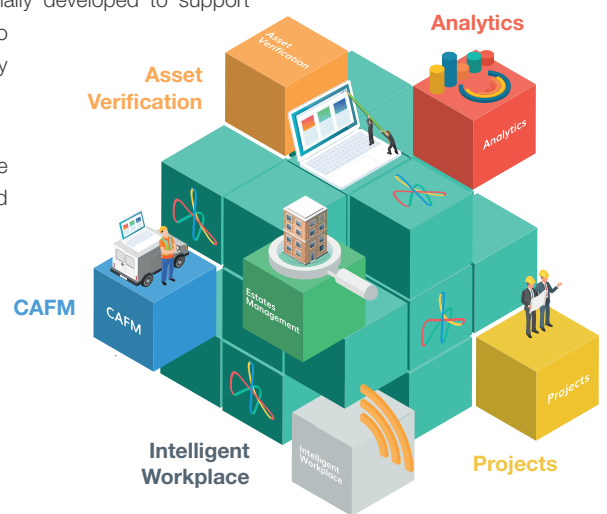 nally developed to support
o
y
e
d
Analytics
Asset
Verification
Asset
Verification
Analytics
CAFM
CAFM
Estates
Management
Projects
Intelligent
Workplace
Intelligent
Workplace
Projects